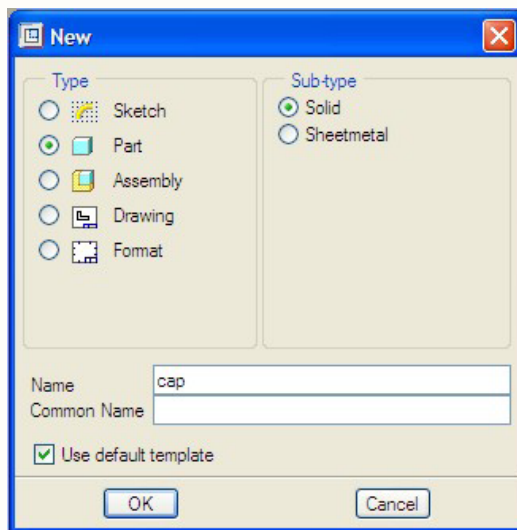 New
Type
Sketch
Part
Assembly
Drawing
Format
Sub-type
Solid
Sheetmetal
Name cap
Common Name
Use default template
OK Cancel